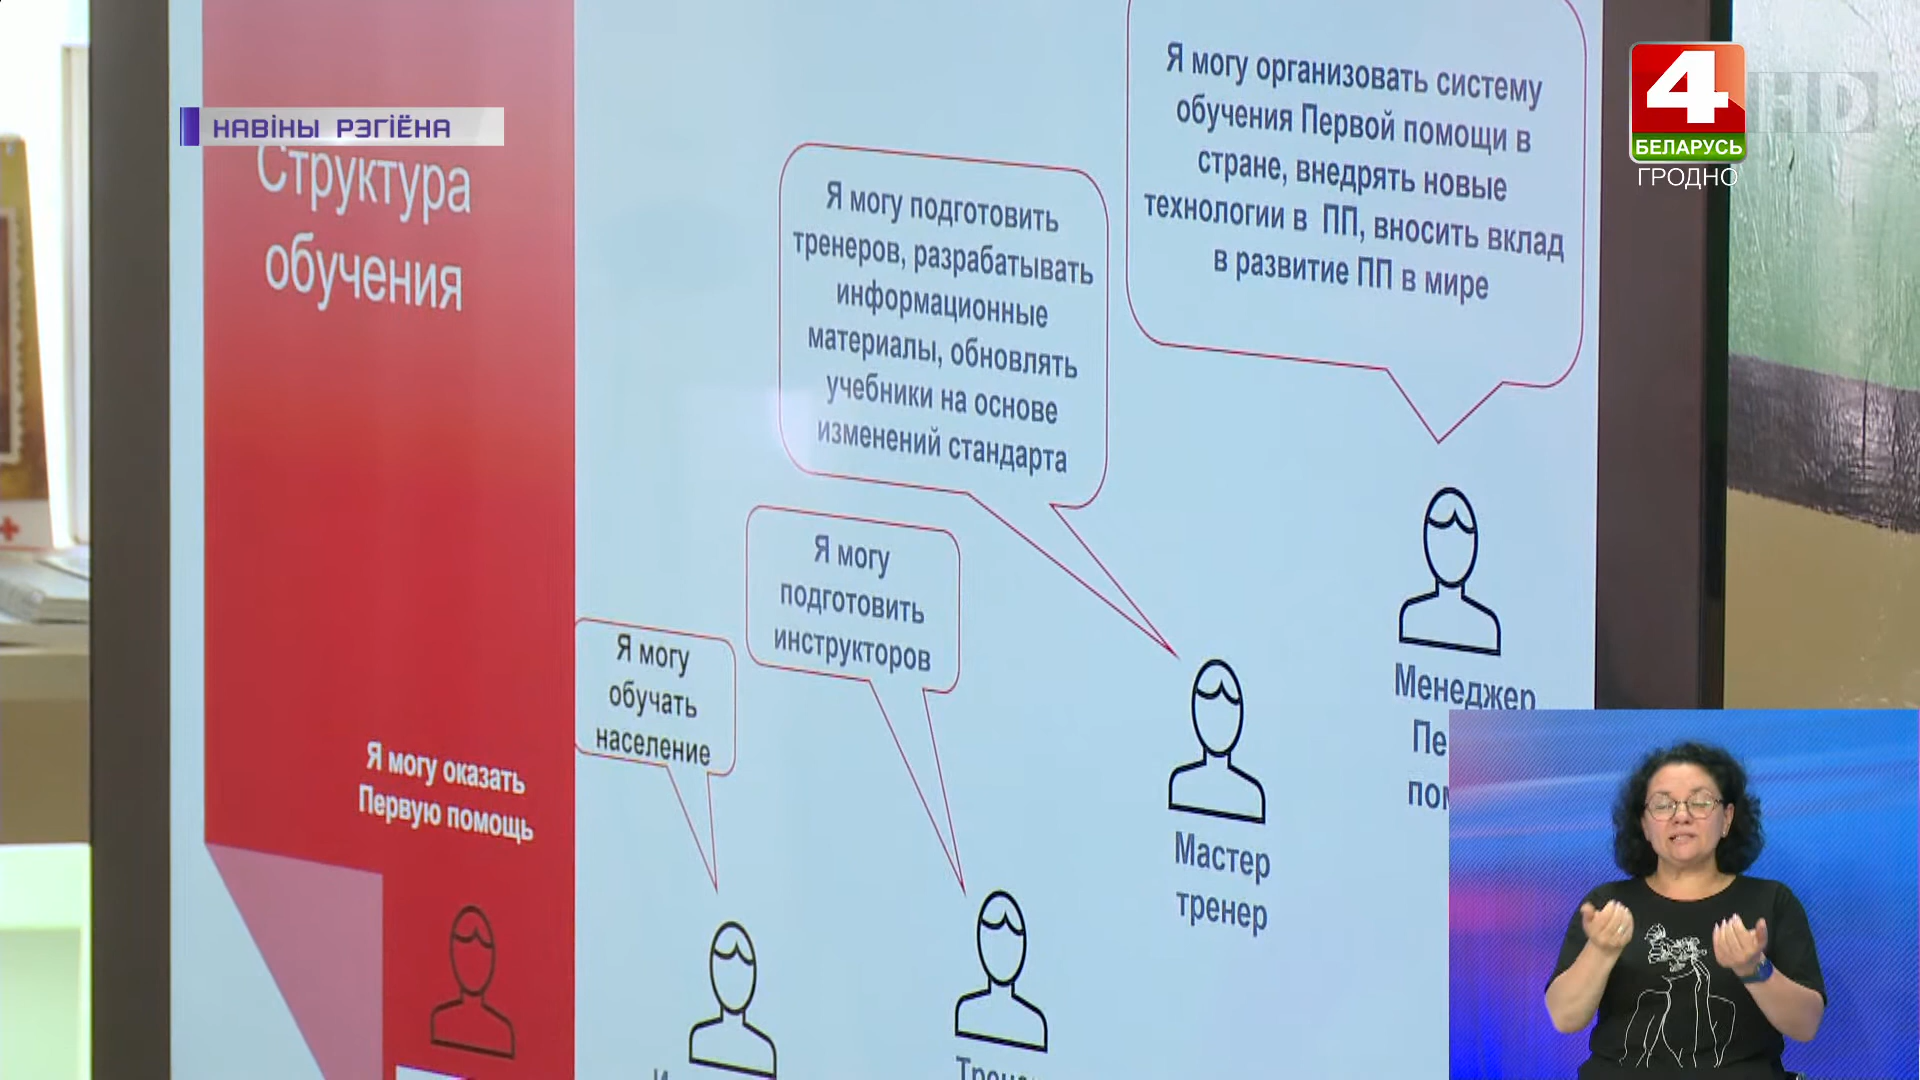 НАВІНЫ РЭГІЁНА
4
HD
БЕЛАРУСЬ
ГРОДНО
Структура
обучения
Я могу организовать систему
обучения Первой помощи в
стране, внедрять новые
технологии в ПП, вносить вклад
в развитие ПП в мире
Я могу подготовить
тренеров, разрабатывать
информационные
материалы, обновлять
учебники на основе
изменений стандарта
Я могу
подготовить
инструкторов
Я могу
обучать
население
Я могу оказать
Первую помощь
Менеджер
Мастер
тренер